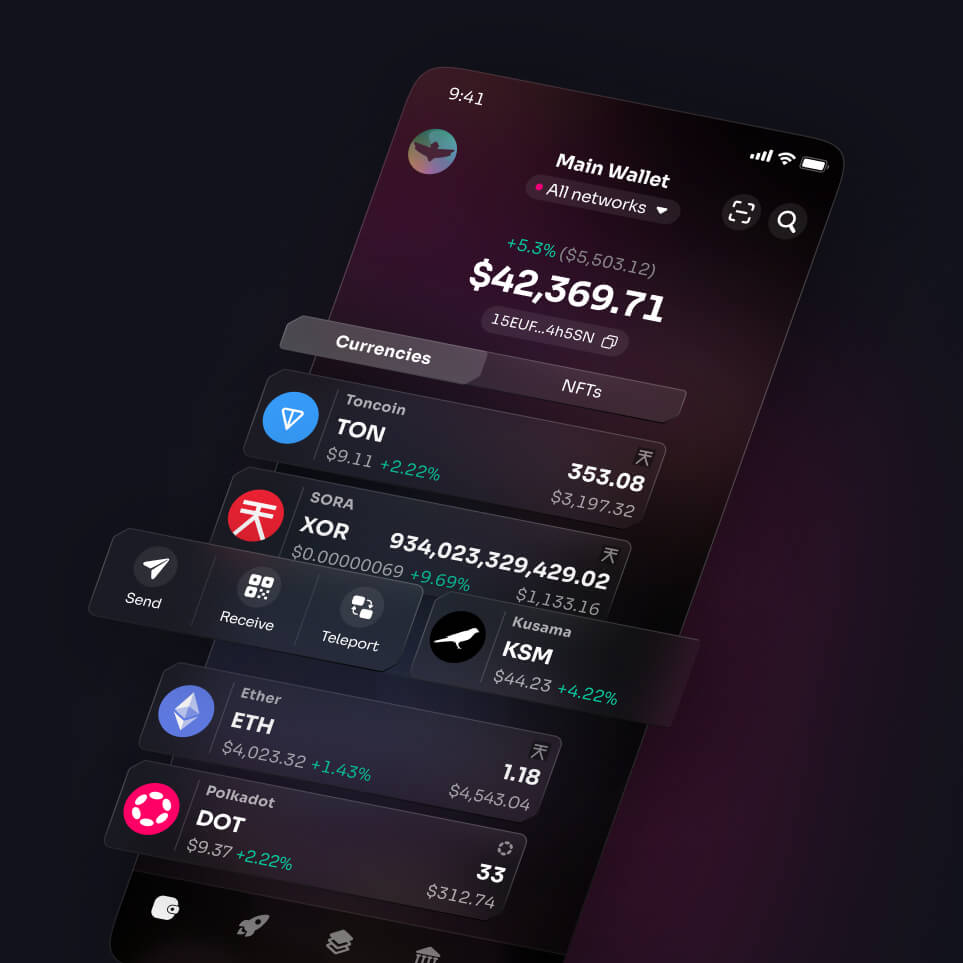 9:41
Main Wallet
All networks
+5.3% ($5,503.12)
$42,369.71
15EUF...4h5SN
Currencies
NFTs
Toncoin
TON
353.08
$9.11 +2.22%
$3,197.32
SORA
XOR
934,023,329,429.02
$0.00000069 +9.69%
$1,133.16
Send
Receive
Teleport
Kusama
KSM
$44.23 +4.22%
Ether
ETH
1.18
$4,023.32 +1.43%
$4,543.04
Polkadot
DOT
33
$9.37 +2.22%
$312.74